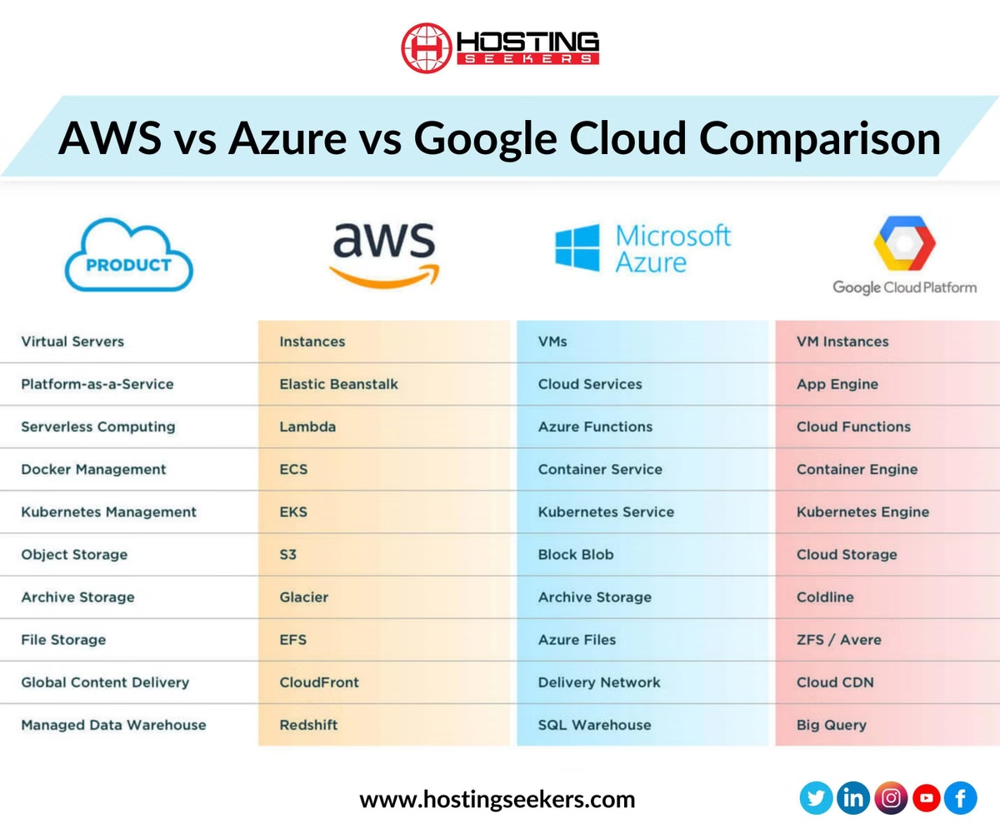 HOSTING
SEEKERS
AWS vs Azure vs Google Cloud Comparison
PRODUCT
aws
Microsoft
Azure
Google Cloud Platform
Virtual Servers Instances VMs VM Instances
Platform-as-a-Service Elastic Beanstalk Cloud Services App Engine
Serverless Computing Lambda Azure Functions Cloud Functions
Docker Management ECS Container Service Container Engine
Kubernetes Management EKS Kubernetes Service Kubernetes Engine
Object Storage S3 Block Blob Cloud Storage
Archive Storage Glacier Archive Storage Coldline
File Storage EFS Azure Files ZFS / Avere
Global Content Delivery CloudFront Delivery Network Cloud CDN
Managed Data Warehouse Redshift SQL Warehouse Big Query
www.hostingseekers.com